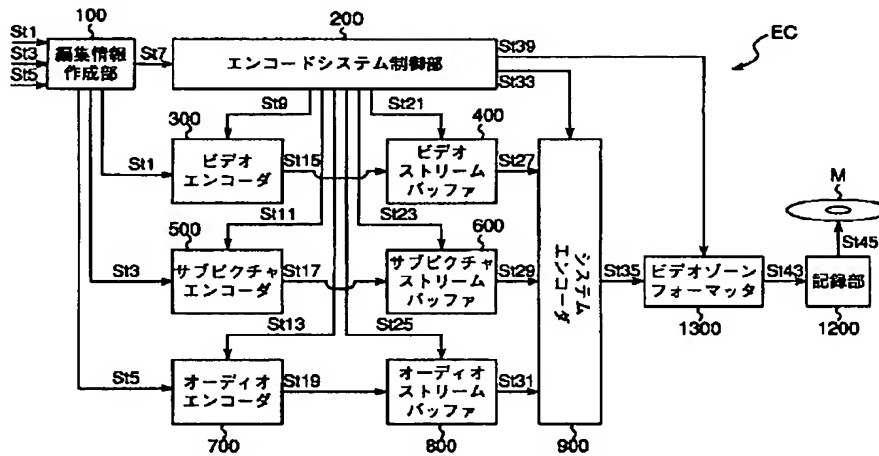 100
200
EC
St1
St3
St5
編集情報
作成部
St7
エンコードシステム制御部
St39
St33
St9
St21
300
400
St1
ビデオ
エンコーダ
St15
ビデオ
ストリーム
バッファ
St27
M
St11
St23
500
600
St45
St3
サブピクチャ
エンコーダ
St17
サブピクチャ
ストリーム
バッファ
St29
システム
エンコーダ
St35
ビデオゾーン
フォーマッタ
St43
記録部
1300
1200
St13
St25
St5
オーディオ
エンコーダ
St19
オーディオ
ストリーム
バッファ
St31
700
800
900